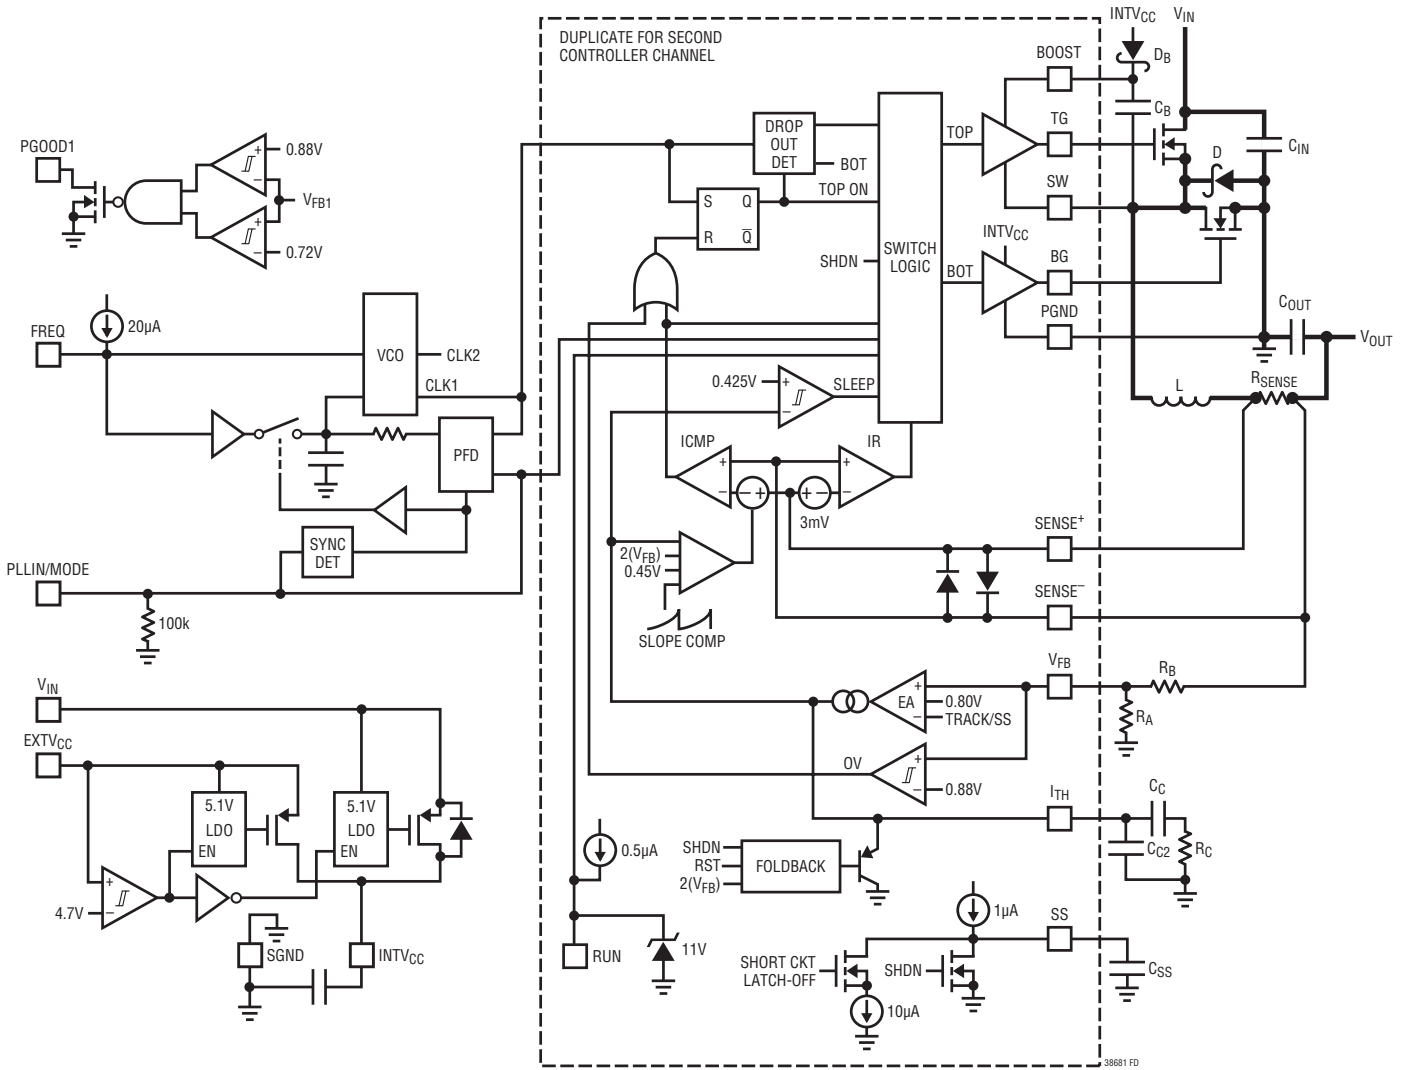 DUPLICATE FOR SECOND
CONTROLLER CHANNEL
INTVCC
VIN
BOOST
DB
CB
TG
CIN
D
SW
DROP
OUT
DET
BOT
TOP ON
TOP
S
Q
R
Q̅
SHDN
SWITCH
LOGIC
INTVCC
BOT
BG
PGND
COUT
VOUT
L
RSENSE
PGOOD1
0.88V
+
–
VFB1
+
–
0.72V
FREQ
20µA
VCO
CLK2
CLK1
PFD
SYNC
DET
PLLIN/MODE
100k
0.425V
+
–
SLEEP
ICMP
+
–
– +
+ –
3mV
IR
+
–
2(VFB)
0.45V
SLOPE COMP
SENSE+
SENSE–
VFB
RB
RA
EA
+
–
0.80V
TRACK/SS
OV
+
–
0.88V
ITH
CC
CC2
RC
VIN
EXTVCC
5.1V
LDO
EN
5.1V
LDO
EN
+
–
4.7V
SGND
INTVCC
0.5µA
RUN
11V
SHDN
RST
2(VFB)
FOLDBACK
1µA
SS
CSS
SHORT CKT
LATCH-OFF
SHDN
10µA
38681 FD